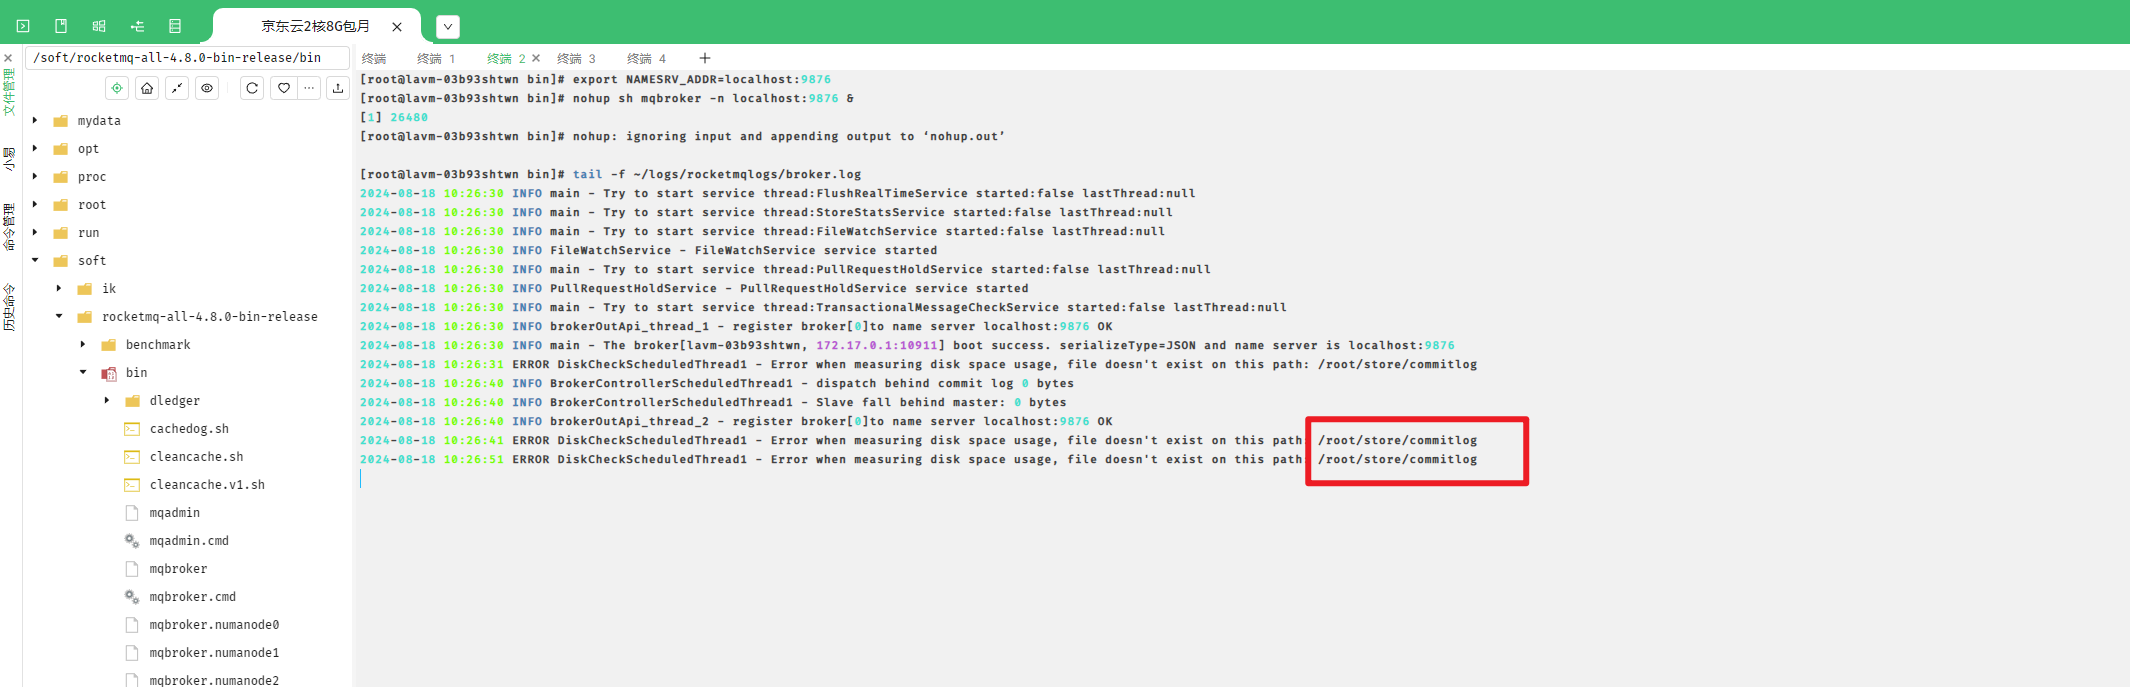 京东云2核8G包月
/soft/rocketmq-all-4.8.0-bin-release/bin
文件管理
小易
命令管理
历史命令
mydata
opt
proc
root
run
soft
ik
rocketmq-all-4.8.0-bin-release
benchmark
bin
dledger
cachedog.sh
cleancache.sh
cleancache.v1.sh
mqadmin
mqadmin.cmd
mqbroker
mqbroker.cmd
mqbroker.numanode0
mqbroker.numanode1
mqbroker.numanode2
终端 终端 1 终端 2 终端 3 终端 4
[root@lavm-03b93shtwn bin]# export NAMESRV_ADDR=localhost:9876
[root@lavm-03b93shtwn bin]# nohup sh mqbroker -n localhost:9876 &
[1] 26480
[root@lavm-03b93shtwn bin]# nohup: ignoring input and appending output to ‘nohup.out’
[root@lavm-03b93shtwn bin]# tail -f ~/logs/rocketmqlogs/broker.log
2024-08-18 10:26:30 INFO main - Try to start service thread:FlushRealTimeService started:false lastThread:null
2024-08-18 10:26:30 INFO main - Try to start service thread:StoreStatsService started:false lastThread:null
2024-08-18 10:26:30 INFO main - Try to start service thread:FileWatchService started:false lastThread:null
2024-08-18 10:26:30 INFO FileWatchService - FileWatchService service started
2024-08-18 10:26:30 INFO main - Try to start service thread:PullRequestHoldService started:false lastThread:null
2024-08-18 10:26:30 INFO PullRequestHoldService - PullRequestHoldService service started
2024-08-18 10:26:30 INFO main - Try to start service thread:TransactionalMessageCheckService started:false lastThread:null
2024-08-18 10:26:30 INFO brokerOutApi_thread_1 - register broker[0]to name server localhost:9876 OK
2024-08-18 10:26:30 INFO main - The broker[lavm-03b93shtwn, 172.17.0.1:10911] boot success. serializeType=JSON and name server is localhost:9876
2024-08-18 10:26:31 ERROR DiskCheckScheduledThread1 - Error when measuring disk space usage, file doesn't exist on this path: /root/store/commitlog
2024-08-18 10:26:40 INFO BrokerControllerScheduledThread1 - dispatch behind commit log 0 bytes
2024-08-18 10:26:40 INFO BrokerControllerScheduledThread1 - Slave fall behind master: 0 bytes
2024-08-18 10:26:40 INFO brokerOutApi_thread_2 - register broker[0]to name server localhost:9876 OK
2024-08-18 10:26:41 ERROR DiskCheckScheduledThread1 - Error when measuring disk space usage, file doesn't exist on this path: /root/store/commitlog
2024-08-18 10:26:51 ERROR DiskCheckScheduledThread1 - Error when measuring disk space usage, file doesn't exist on this path: /root/store/commitlog